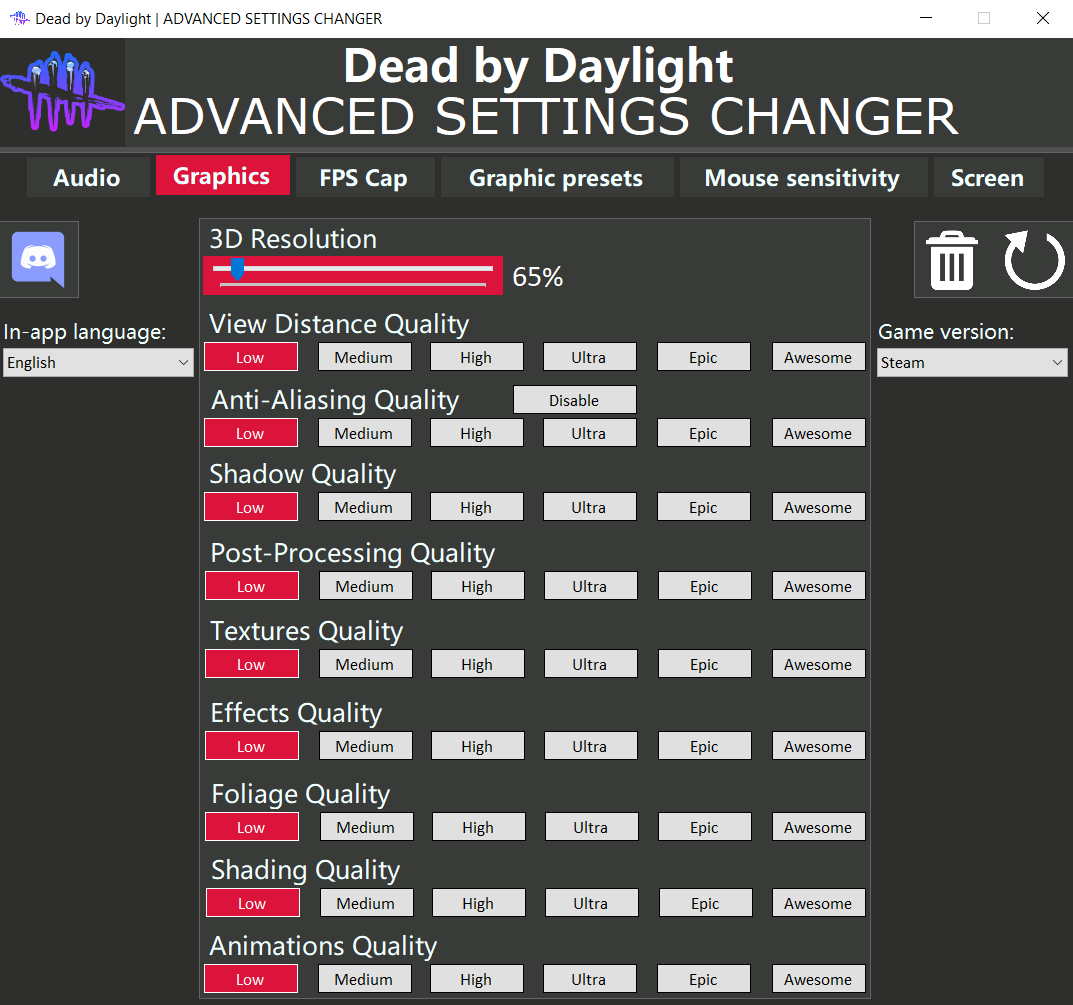 Dead by Daylight | ADVANCED SETTINGS CHANGER
Dead by Daylight
ADVANCED SETTINGS CHANGER
Audio Graphics FPS Cap Graphic presets Mouse sensitivity Screen
In-app language:
English
3D Resolution
65%
View Distance Quality
Low Medium High Ultra Epic Awesome
Anti-Aliasing Quality Disable
Low Medium High Ultra Epic Awesome
Shadow Quality
Low Medium High Ultra Epic Awesome
Post-Processing Quality
Low Medium High Ultra Epic Awesome
Textures Quality
Low Medium High Ultra Epic Awesome
Effects Quality
Low Medium High Ultra Epic Awesome
Foliage Quality
Low Medium High Ultra Epic Awesome
Shading Quality
Low Medium High Ultra Epic Awesome
Animations Quality
Low Medium High Ultra Epic Awesome
Game version:
Steam